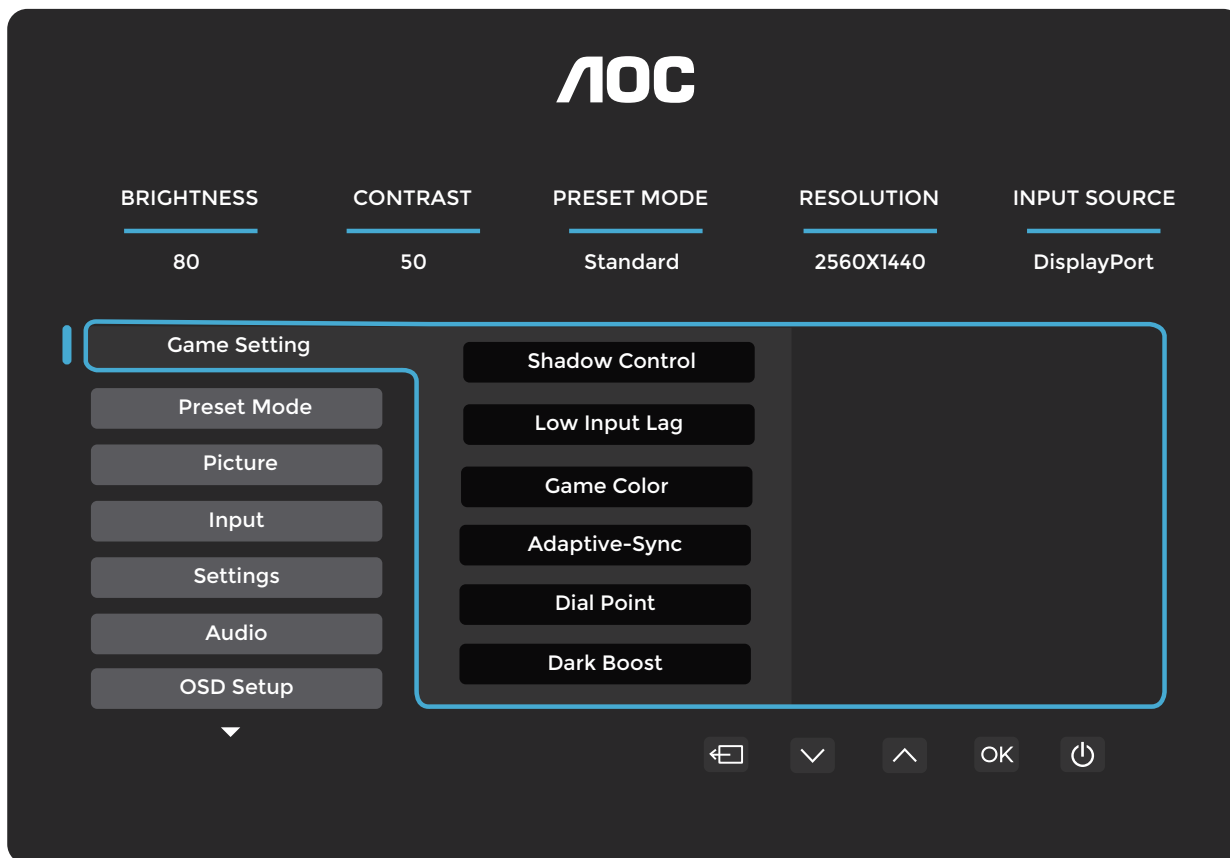 AOC
BRIGHTNESS CONTRAST PRESET MODE RESOLUTION INPUT SOURCE
80 50 Standard 2560X1440 DisplayPort
Game Setting
Preset Mode
Picture
Input
Settings
Audio
OSD Setup
Shadow Control
Low Input Lag
Game Color
Adaptive-Sync
Dial Point
Dark Boost
OK